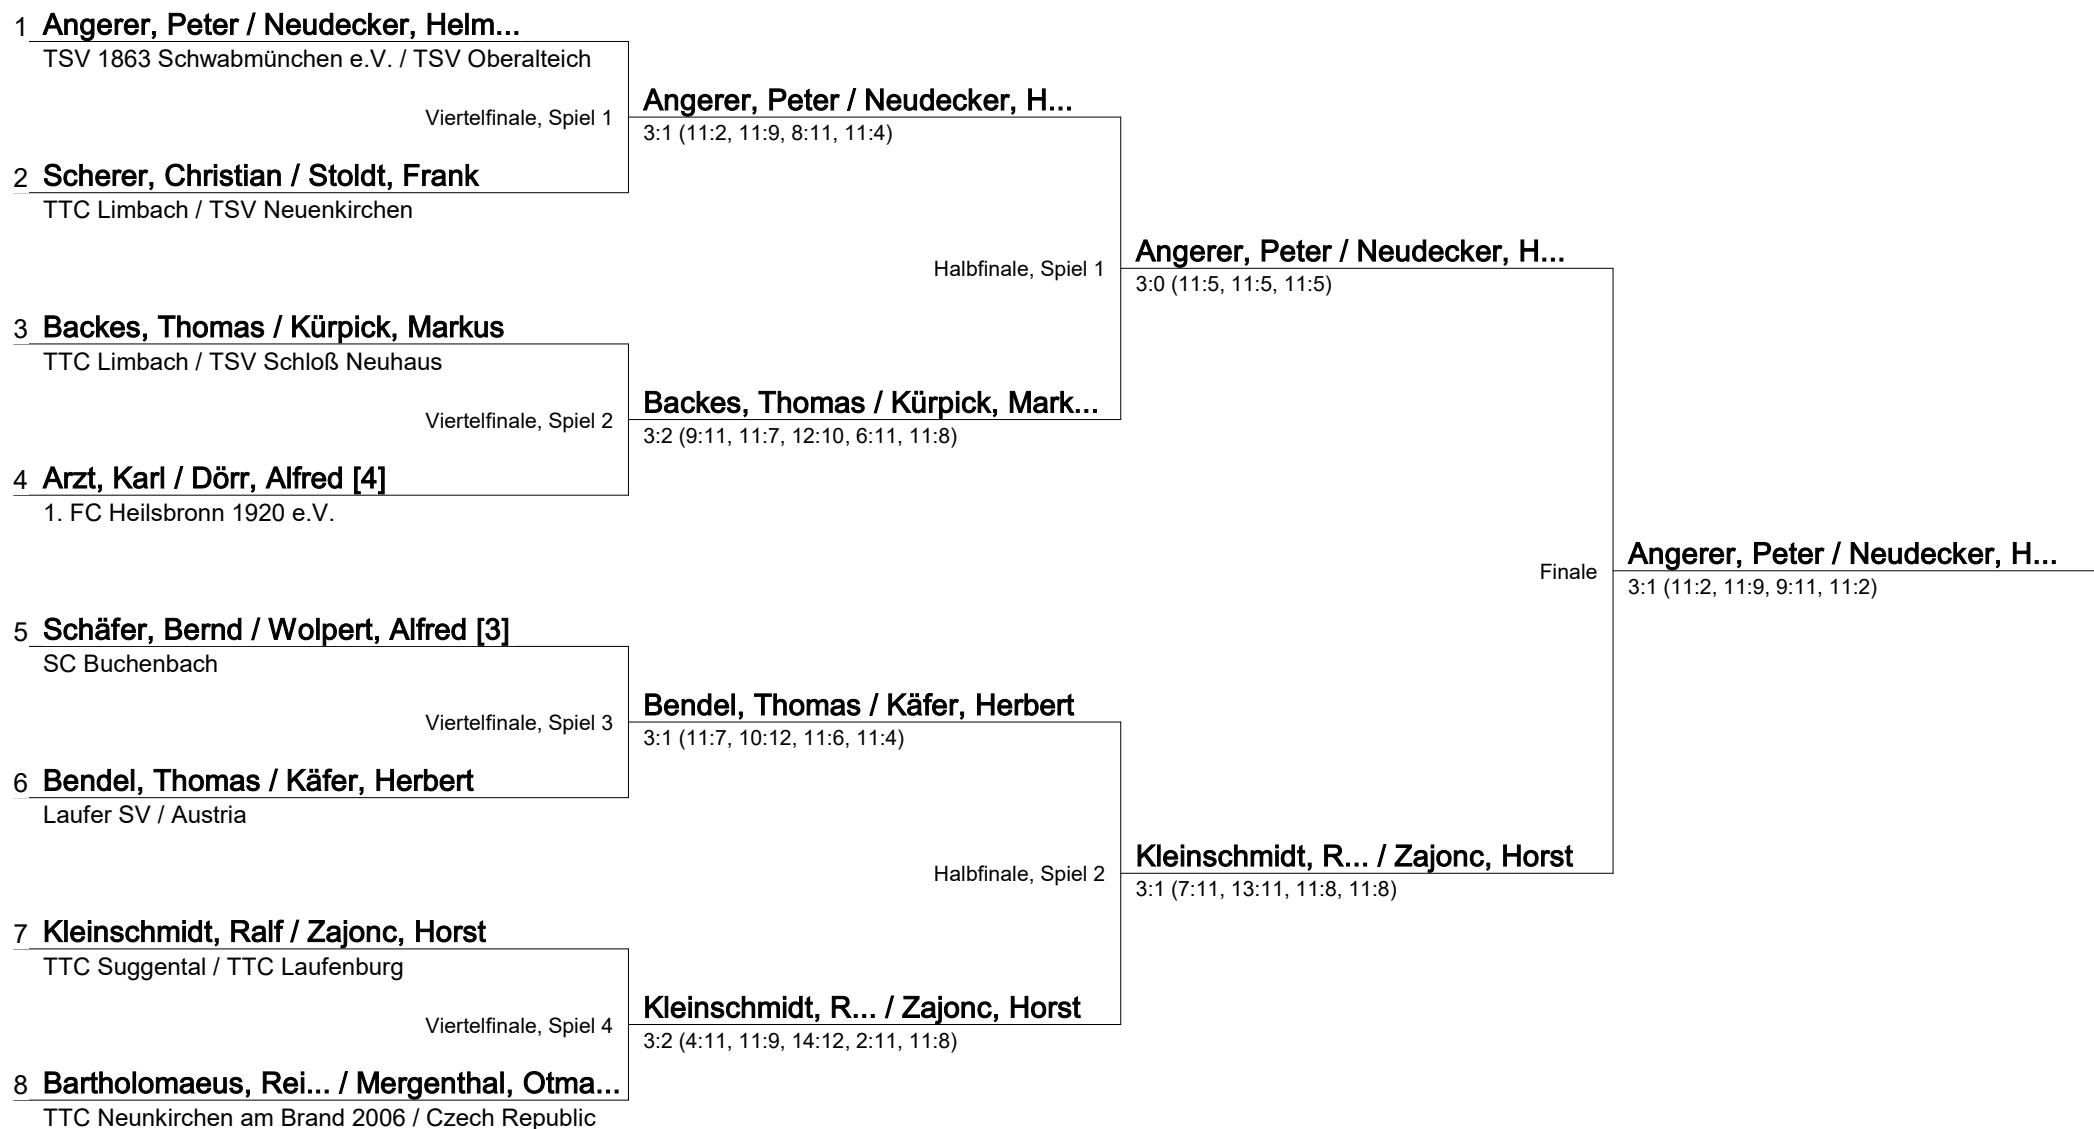 1 Angerer, Peter / Neudecker, Helm...
TSV 1863 Schwabmünchen e.V. / TSV Oberalteich
Viertelfinale, Spiel 1
Angerer, Peter / Neudecker, H...
3:1 (11:2, 11:9, 8:11, 11:4)
2 Scherer, Christian / Stoldt, Frank
TTC Limbach / TSV Neuenkirchen
Halbfinale, Spiel 1
Angerer, Peter / Neudecker, H...
3:0 (11:5, 11:5, 11:5)
3 Backes, Thomas / Kürpick, Markus
TTC Limbach / TSV Schloß Neuhaus
Viertelfinale, Spiel 2
Backes, Thomas / Kürpick, Mark...
3:2 (9:11, 11:7, 12:10, 6:11, 11:8)
4 Arzt, Karl / Dörr, Alfred [4]
1. FC Heilsbronn 1920 e.V.
Finale
Angerer, Peter / Neudecker, H...
3:1 (11:2, 11:9, 9:11, 11:2)
5 Schäfer, Bernd / Wolpert, Alfred [3]
SC Buchenbach
Viertelfinale, Spiel 3
Bendel, Thomas / Käfer, Herbert
3:1 (11:7, 10:12, 11:6, 11:4)
6 Bendel, Thomas / Käfer, Herbert
Laufer SV / Austria
Halbfinale, Spiel 2
Kleinschmidt, R... / Zajonc, Horst
3:1 (7:11, 13:11, 11:8, 11:8)
7 Kleinschmidt, Ralf / Zajonc, Horst
TTC Suggental / TTC Laufenburg
Viertelfinale, Spiel 4
Kleinschmidt, R... / Zajonc, Horst
3:2 (4:11, 11:9, 14:12, 2:11, 11:8)
8 Bartholomaeus, Rei... / Mergenthal, Otma...
TTC Neunkirchen am Brand 2006 / Czech Republic